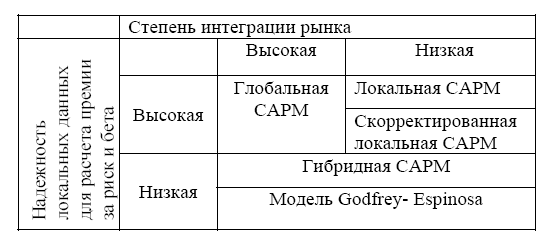 Степень интеграции рынка
Высокая
Низкая
Надежность
локальных данных
для расчета премии
за риск и бета
Высокая
Глобальная
CAPM
Локальная CAPM
Скорректированная
локальная CAPM
Низкая
Гибридная CAPM
Модель Godfrey- Espinosa